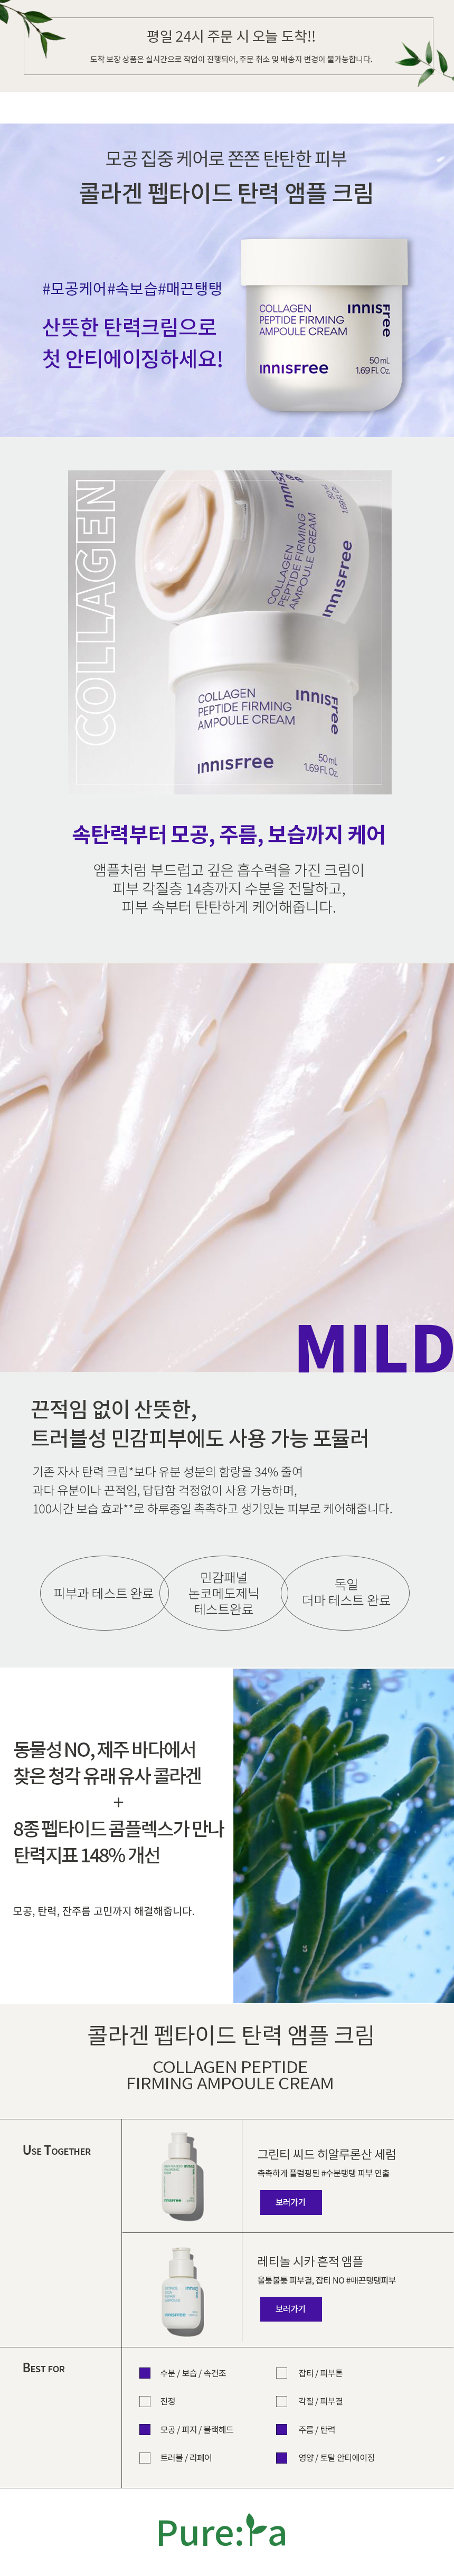 평일 24시 주문 시 오늘 도착!!
도착 보장 상품은 실시간으로 작업이 진행되어, 주문 취소 및 배송지 변경이 불가능합니다.
모공 집중 케어로 쫀쫀 탄탄한 피부
콜라겐 펩타이드 탄력 앰플 크림
#모공케어#속보습#매끈탱탱
산뜻한 탄력크림으로
첫 안티에이징하세요!
COLLAGEN
PEPTIDE FIRMING
AMPOULE CREAM
INNISFree
INNISFree
50 mL
1.69 Fl. Oz.
COLLAGEN
COLLAGEN
PEPTIDE FIRMING
AMPOULE CREAM
INNISFree
COLLAGEN
PEPTIDE FIRMING
AMPOULE CREAM
INNISFree
INNISFree
50 mL
1.69 Fl. Oz.
속탄력부터 모공, 주름, 보습까지 케어
앰플처럼 부드럽고 깊은 흡수력을 가진 크림이
피부 각질층 14층까지 수분을 전달하고,
피부 속부터 탄탄하게 케어해줍니다.
MILD
끈적임 없이 산뜻한,
트러블성 민감피부에도 사용 가능 포뮬러
기존 자사 탄력 크림*보다 유분 성분의 함량을 34% 줄여
과다 유분이나 끈적임, 답답함 걱정없이 사용 가능하며,
100시간 보습 효과**로 하루종일 촉촉하고 생기있는 피부로 케어해줍니다.
피부과 테스트 완료
민감패널
논코메도제닉
테스트완료
독일
더마 테스트 완료
동물성 NO, 제주 바다에서
찾은 청각 유래 유사 콜라겐
+
8종 펩타이드 콤플렉스가 만나
탄력지표 148% 개선
모공, 탄력, 잔주름 고민까지 해결해줍니다.
콜라겐 펩타이드 탄력 앰플 크림
COLLAGEN PEPTIDE
FIRMING AMPOULE CREAM
USE TOGETHER
그린티 씨드 히알루론산 세럼
촉촉하게 플럼핑된 #수분탱탱 피부 연출
보러가기
레티놀 시카 흔적 앰플
울퉁불퉁 피부결, 잡티 NO #매끈탱탱피부
보러가기
BEST FOR
수분 / 보습 / 속건조
잡티 / 피부톤
진정
각질 / 피부결
모공 / 피지 / 블랙헤드
주름 / 탄력
트러블 / 리페어
영양 / 토탈 안티에이징
Pure:ra